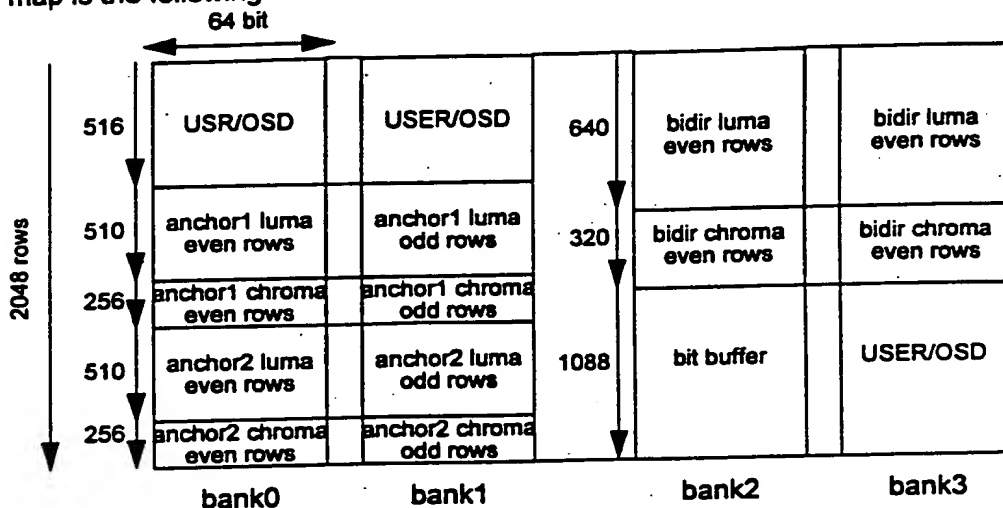 map is the following
64 bit
2048 rows
516
510
256
510
256
USR/OSD
USER/OSD
anchor1 luma
even rows
anchor1 luma
odd rows
anchor1 chroma
even rows
anchor1 chroma
odd rows
anchor2 luma
even rows
anchor2 luma
odd rows
anchor2 chroma
even rows
anchor2 chroma
odd rows
640
320
1088
bidir luma
even rows
bidir luma
even rows
bidir chroma
even rows
bidir chroma
even rows
bit buffer
USER/OSD
bank0
bank1
bank2
bank3